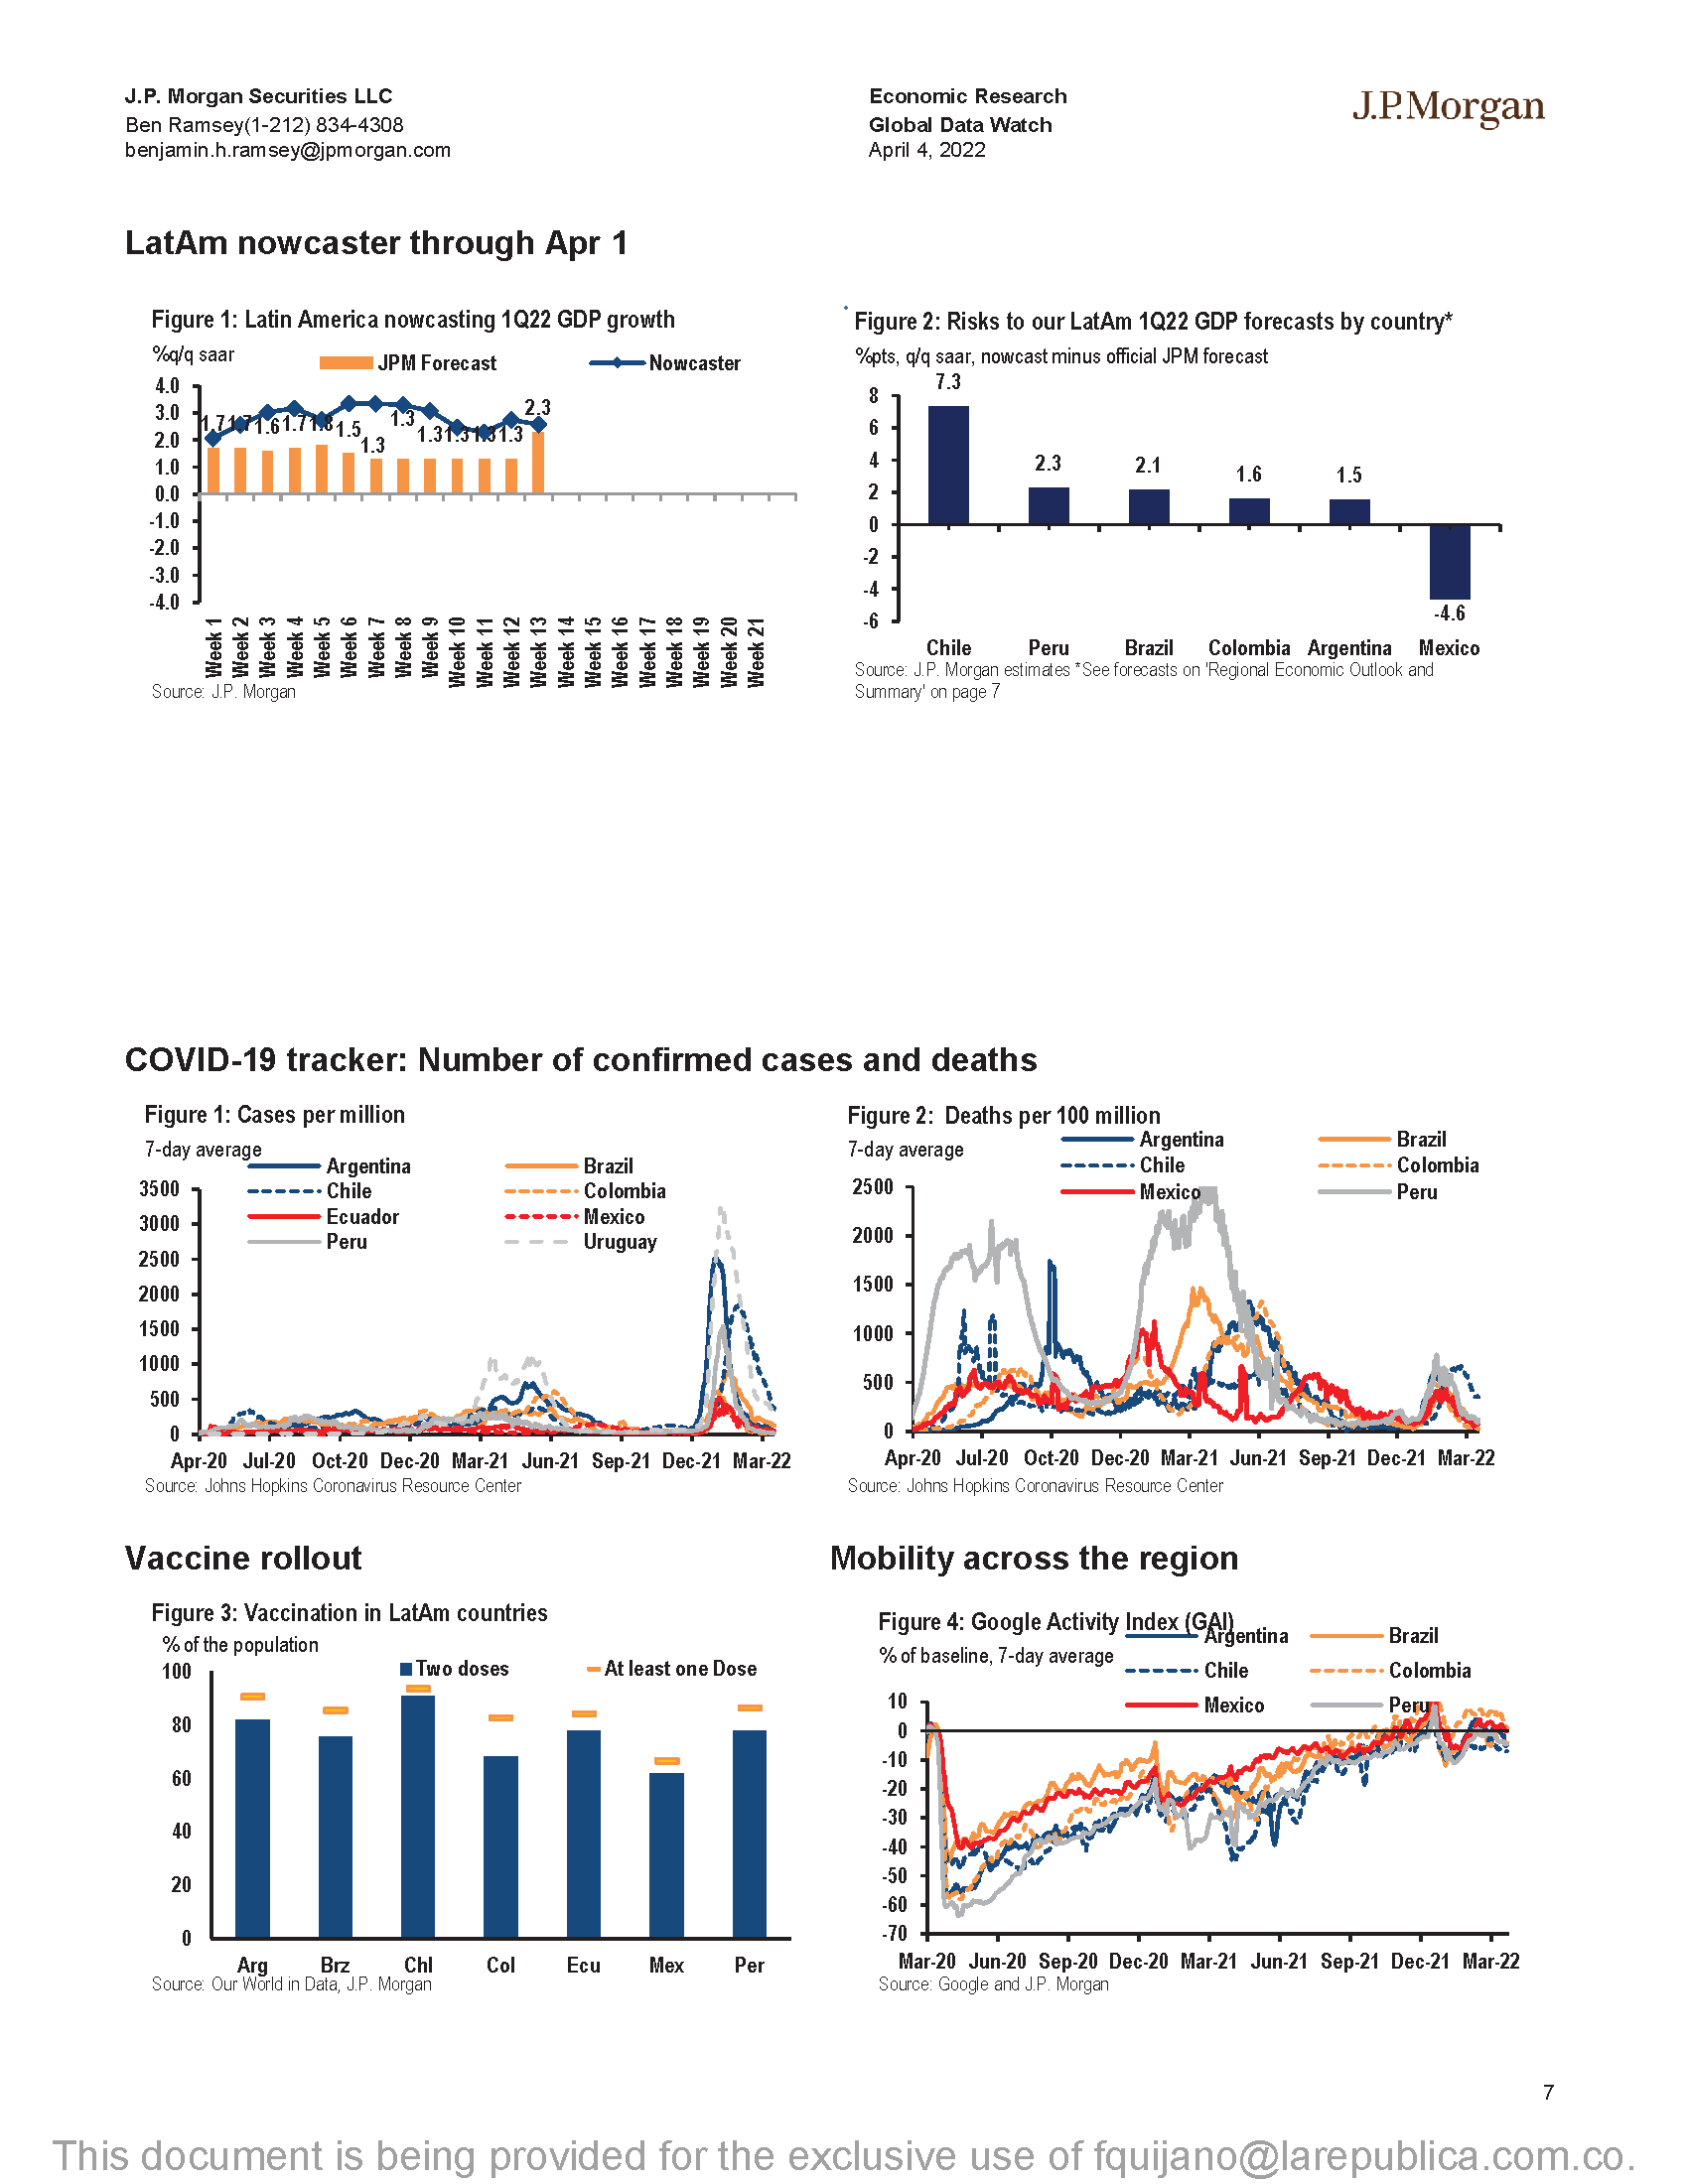 J.P. Morgan Securities LLC
Ben Ramsey(1-212) 834-4308
benjamin.h.ramsey@jpmorgan.com
Economic Research
Global Data Watch
April 4, 2022
J.P.Morgan
LatAm nowcaster through Apr 1
Figure 1: Latin America nowcasting 1Q22 GDP growth
%q/q saar
JPM Forecast
Nowcaster
4.0
3.0
2.0
1.0
0.0
-1.0
-2.0
-3.0
-4.0
1.7
1.7
1.6
1.7
1.8
1.5
1.3
1.3
1.3
1.3
1.3
1.3
2.3
Week 1
Week 2
Week 3
Week 4
Week 5
Week 6
Week 7
Week 8
Week 9
Week 10
Week 11
Week 12
Week 13
Week 14
Week 15
Week 16
Week 17
Week 18
Week 19
Week 20
Week 21
Source: J.P. Morgan
Figure 2: Risks to our LatAm 1Q22 GDP forecasts by country*
%pts, q/q saar, nowcast minus official JPM forecast
8
6
4
2
0
-2
-4
-6
7.3
2.3
2.1
1.6
1.5
-4.6
Chile Peru Brazil Colombia Argentina Mexico
Source: J.P. Morgan estimates *See forecasts on 'Regional Economic Outlook and
Summary' on page 7
COVID-19 tracker: Number of confirmed cases and deaths
Figure 1: Cases per million
7-day average
Argentina
Brazil
Chile
Colombia
Ecuador
Mexico
Peru
Uruguay
3500
3000
2500
2000
1500
1000
500
0
Apr-20 Jul-20 Oct-20 Dec-20 Mar-21 Jun-21 Sep-21 Dec-21 Mar-22
Source: Johns Hopkins Coronavirus Resource Center
Figure 2: Deaths per 100 million
7-day average
Argentina
Brazil
Chile
Colombia
Mexico
Peru
2500
2000
1500
1000
500
0
Apr-20 Jul-20 Oct-20 Dec-20 Mar-21 Jun-21 Sep-21 Dec-21 Mar-22
Source: Johns Hopkins Coronavirus Resource Center
Vaccine rollout
Figure 3: Vaccination in LatAm countries
% of the population
Two doses
At least one Dose
100
80
60
40
20
0
Arg Brz Chl Col Ecu Mex Per
Source: Our World in Data, J.P. Morgan
Mobility across the region
Figure 4: Google Activity Index (GAI)
% of baseline, 7-day average
Argentina
Brazil
Chile
Colombia
Mexico
Peru
10
0
-10
-20
-30
-40
-50
-60
-70
Mar-20 Jun-20 Sep-20 Dec-20 Mar-21 Jun-21 Sep-21 Dec-21 Mar-22
Source: Google and J.P. Morgan
7
This document is being provided for the exclusive use of fquijano@larepublica.com.co.